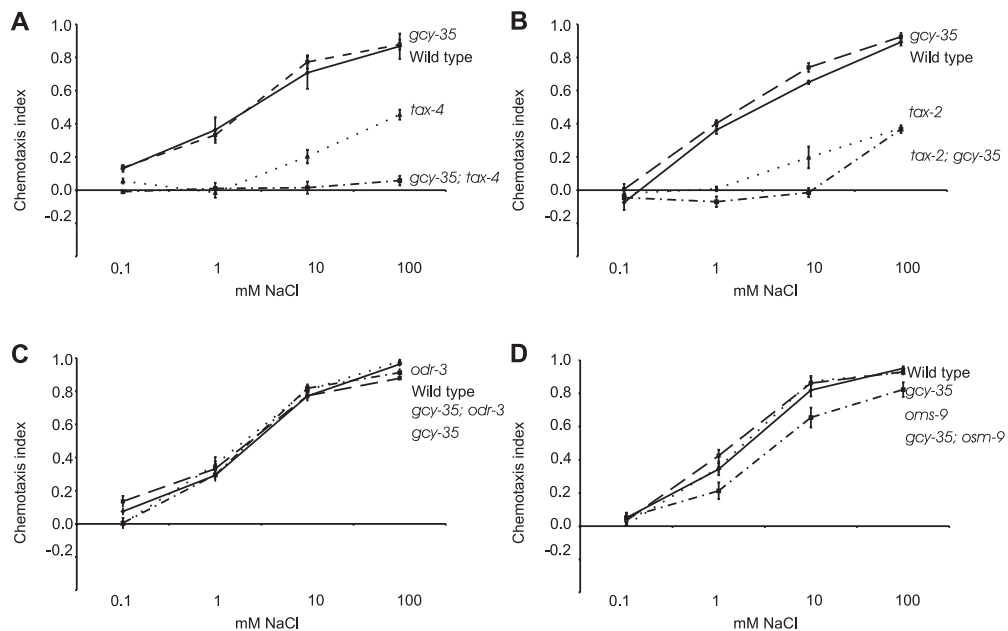 A
Chemotaxis index
1.0
0.8
0.6
0.4
0.2
0.0
−0.2
0.1
1
10
100
mM NaCl
gcy-35
Wild type
tax-4
gcy-35; tax-4
B
Chemotaxis index
1.0
0.8
0.6
0.4
0.2
0.0
−0.2
0.1
1
10
100
mM NaCl
gcy-35
Wild type
tax-2
tax-2; gcy-35
C
Chemotaxis index
1.0
0.8
0.6
0.4
0.2
0.0
−0.2
0.1
1
10
100
mM NaCl
odr-3
Wild type
gcy-35; odr-3
gcy-35
D
Chemotaxis index
1.0
0.8
0.6
0.4
0.2
0.0
−0.2
0.1
1
10
100
mM NaCl
Wild type
gcy-35
oms-9
gcy-35; osm-9